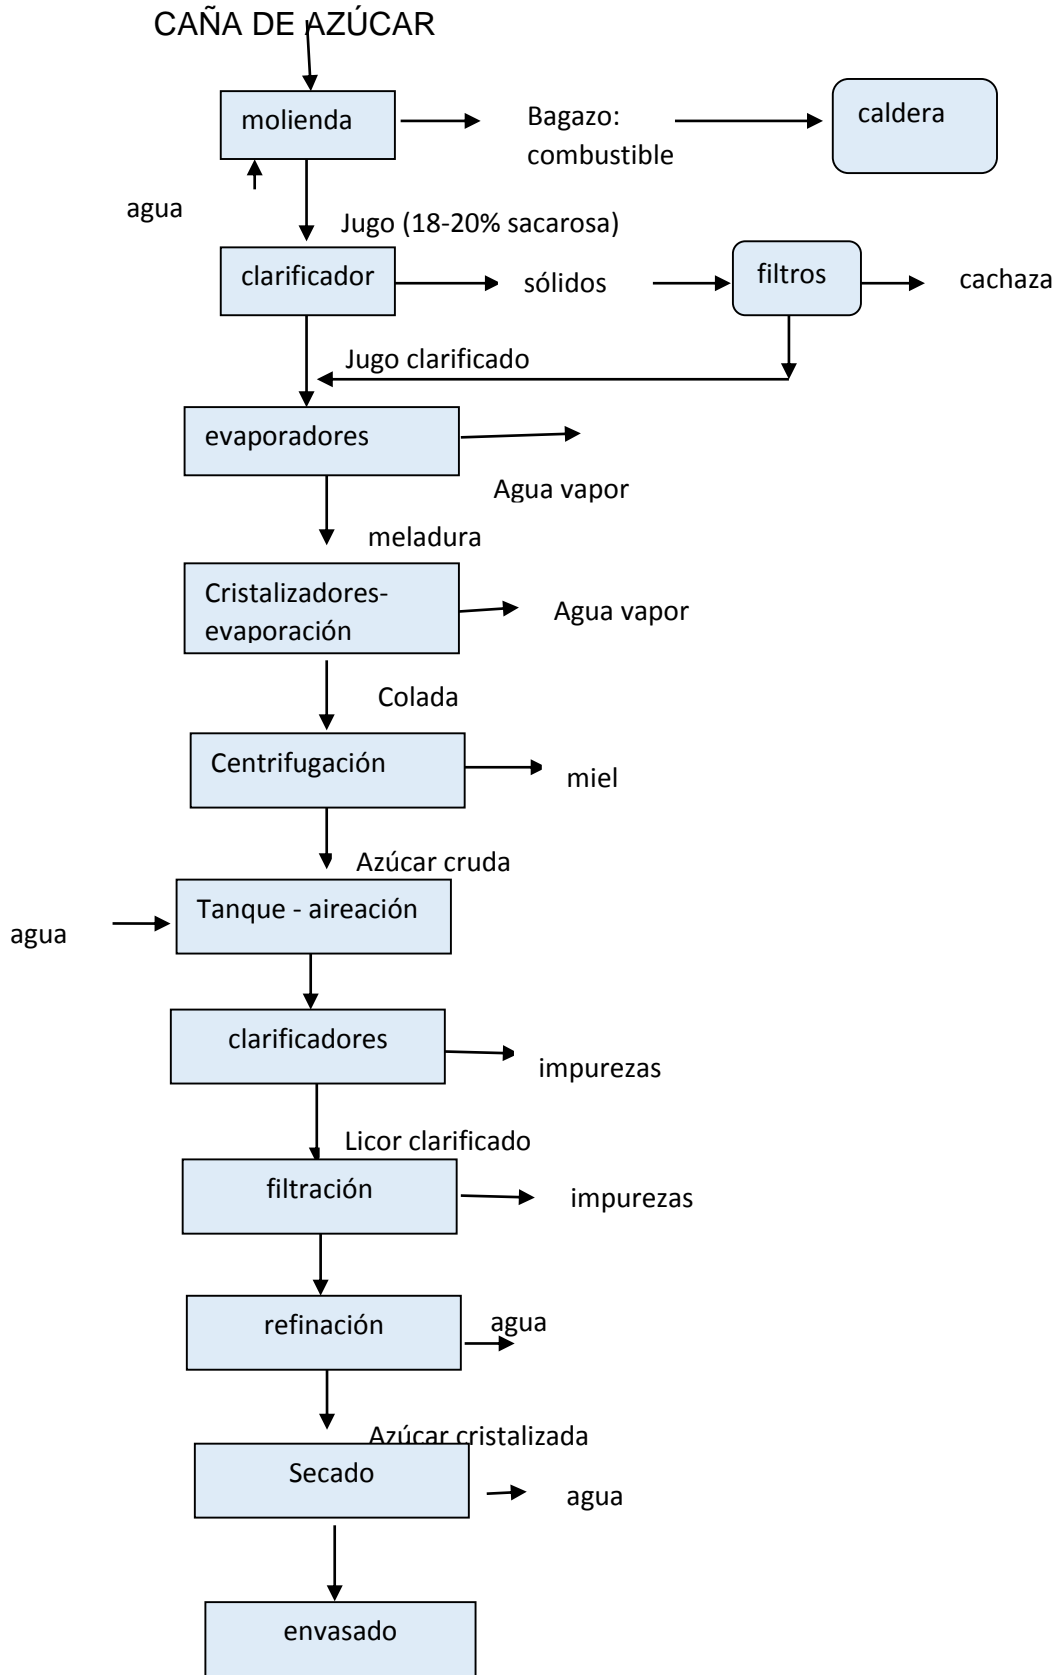 CAÑA DE AZÚCAR
molienda
Bagazo:
combustible
caldera
agua
Jugo (18-20% sacarosa)
clarificador
sólidos
filtros
cachaza
Jugo clarificado
evaporadores
Agua vapor
meladura
Cristalizadores-
evaporación
Agua vapor
Colada
Centrifugación
miel
Azúcar cruda
Tanque - aireación
agua
clarificadores
impurezas
Licor clarificado
filtración
impurezas
refinación
agua
Azúcar cristalizada
Secado
agua
envasado